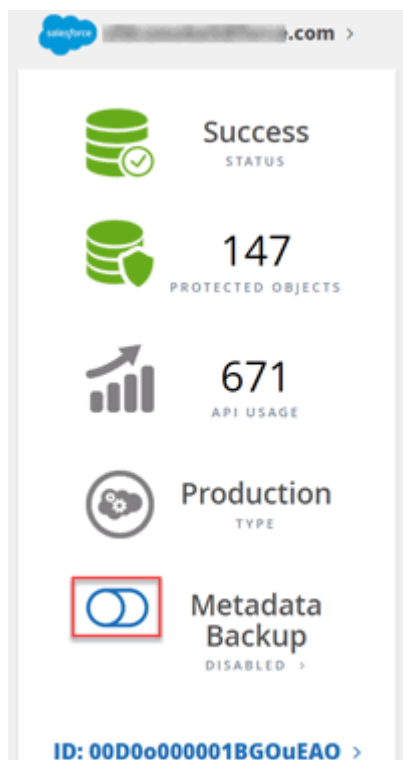 salesforce .com >
Success
STATUS
147
PROTECTED OBJECTS
671
API USAGE
Production
TYPE
Metadata
Backup
DISABLED >
ID: 00D0o000001BGOuEAO >